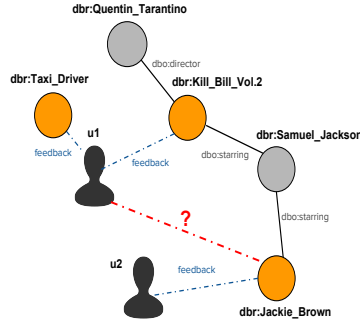 dbr:Quentin_Tarantino
dbo:director
dbr:Taxi_Driver
dbr:Kill_Bill_Vol.2
u1
dbr:Samuel_Jackson
feedback
feedback
dbo:starring
dbo:starring
?
u2
feedback
dbr:Jackie_Brown